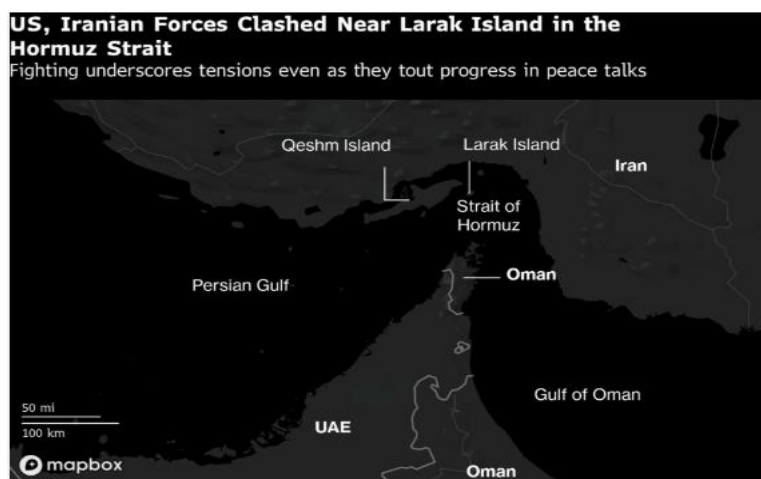 US, Iranian Forces Clashed Near Larak Island in the
Hormuz Strait
Fighting underscores tensions even as they tout progress in peace talks
Qeshm Island
Larak Island
Iran
Strait of
Hormuz
Oman
Persian Gulf
Gulf of Oman
50 mi
100 km
UAE
mapbox
Oman